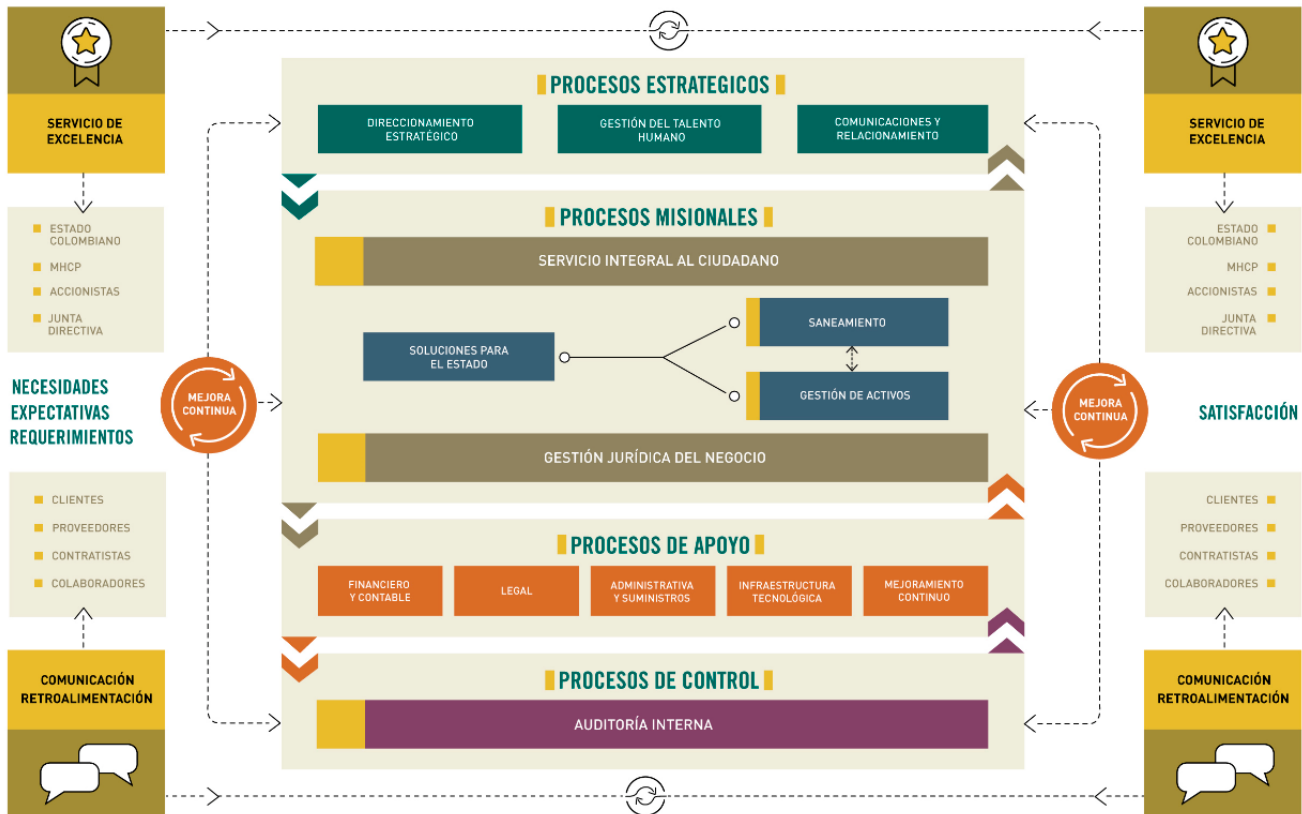 SERVICIO DE
EXCELENCIA
ESTADO
COLOMBIANO
MHCP
ACCIONISTAS
JUNTA
DIRECTIVA
NECESIDADES
EXPECTATIVAS
REQUERIMIENTOS
CLIENTES
PROVEEDORES
CONTRATISTAS
COLABORADORES
COMUNICACIÓN
RETROALIMENTACIÓN
MEJORA
CONTINUA
PROCESOS ESTRATEGICOS
DIRECCIONAMIENTO
ESTRATÉGICO
GESTIÓN DEL TALENTO
HUMANO
COMUNICACIONES Y
RELACIONAMIENTO
PROCESOS MISIONALES
SERVICIO INTEGRAL AL CIUDADANO
SOLUCIONES PARA
EL ESTADO
SANEAMIENTO
GESTIÓN DE ACTIVOS
GESTIÓN JURÍDICA DEL NEGOCIO
PROCESOS DE APOYO
FINANCIERO
Y CONTABLE
LEGAL
ADMINISTRATIVA
Y SUMINISTROS
INFRAESTRUCTURA
TECNOLÓGICA
MEJORAMIENTO
CONTINUO
PROCESOS DE CONTROL
AUDITORÍA INTERNA
MEJORA
CONTINUA
SERVICIO DE
EXCELENCIA
ESTADO
COLOMBIANO
MHCP
ACCIONISTAS
JUNTA
DIRECTIVA
SATISFACCIÓN
CLIENTES
PROVEEDORES
CONTRATISTAS
COLABORADORES
COMUNICACIÓN
RETROALIMENTACIÓN